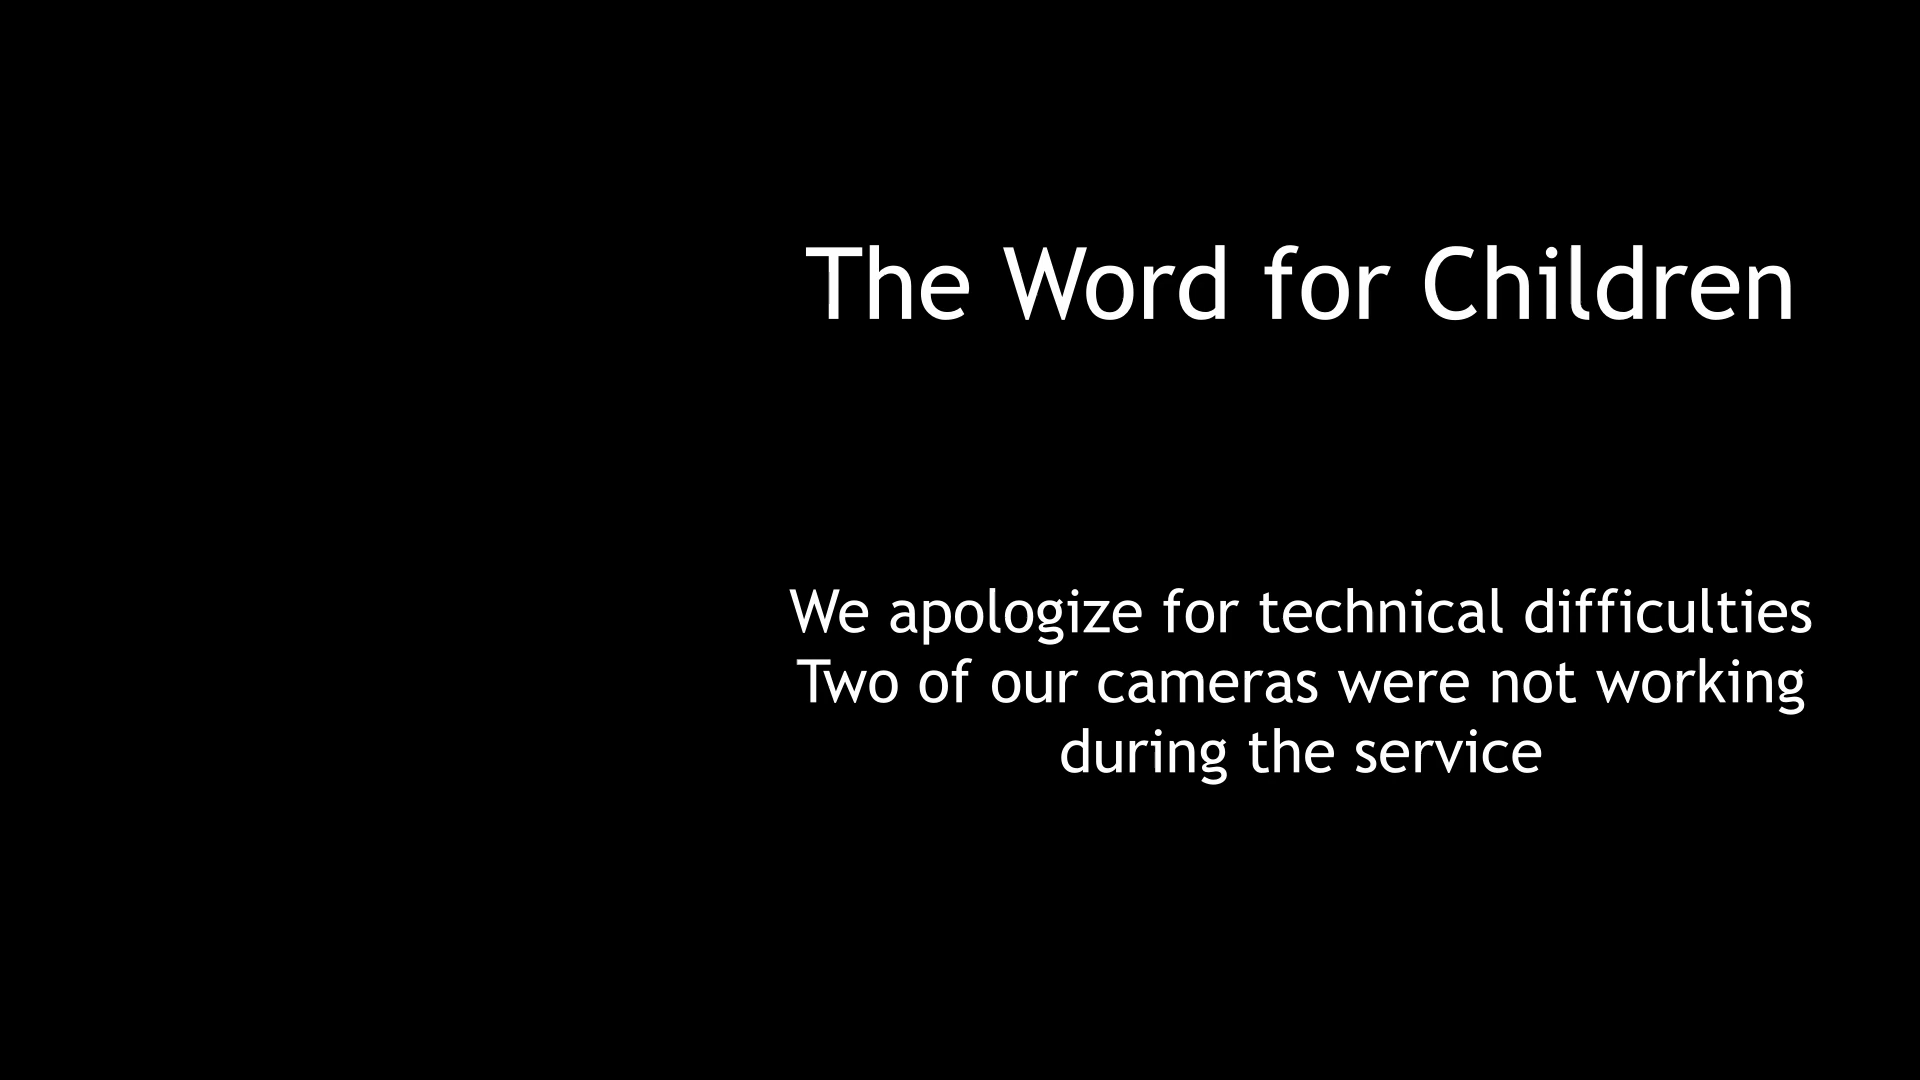 The Word for Children
We apologize for technical difficulties
Two of our cameras were not working
during the service